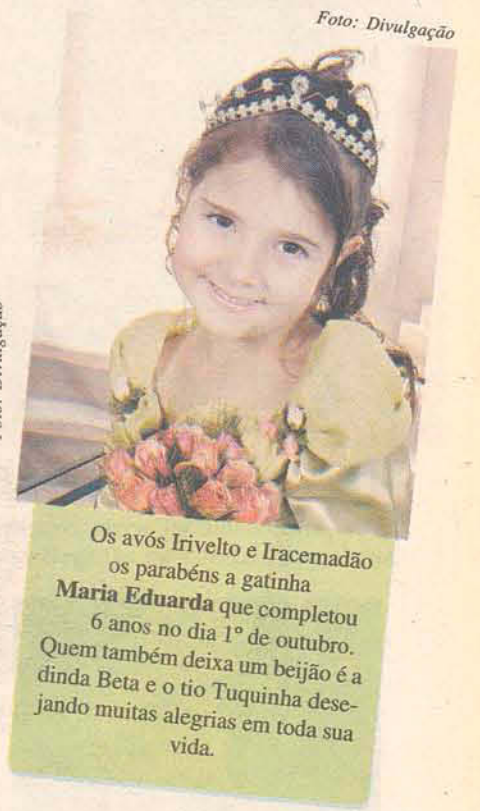 Foto: Divulgação
Os avós Irivelto e Iracemadão
os parabéns a gatinha
Maria Eduarda que completou
6 anos no dia 1º de outubro.
Quem também deixa um beijão é a
dinda Beta e o tio Tuquinha dese-
jando muitas alegrias em toda sua
vida.